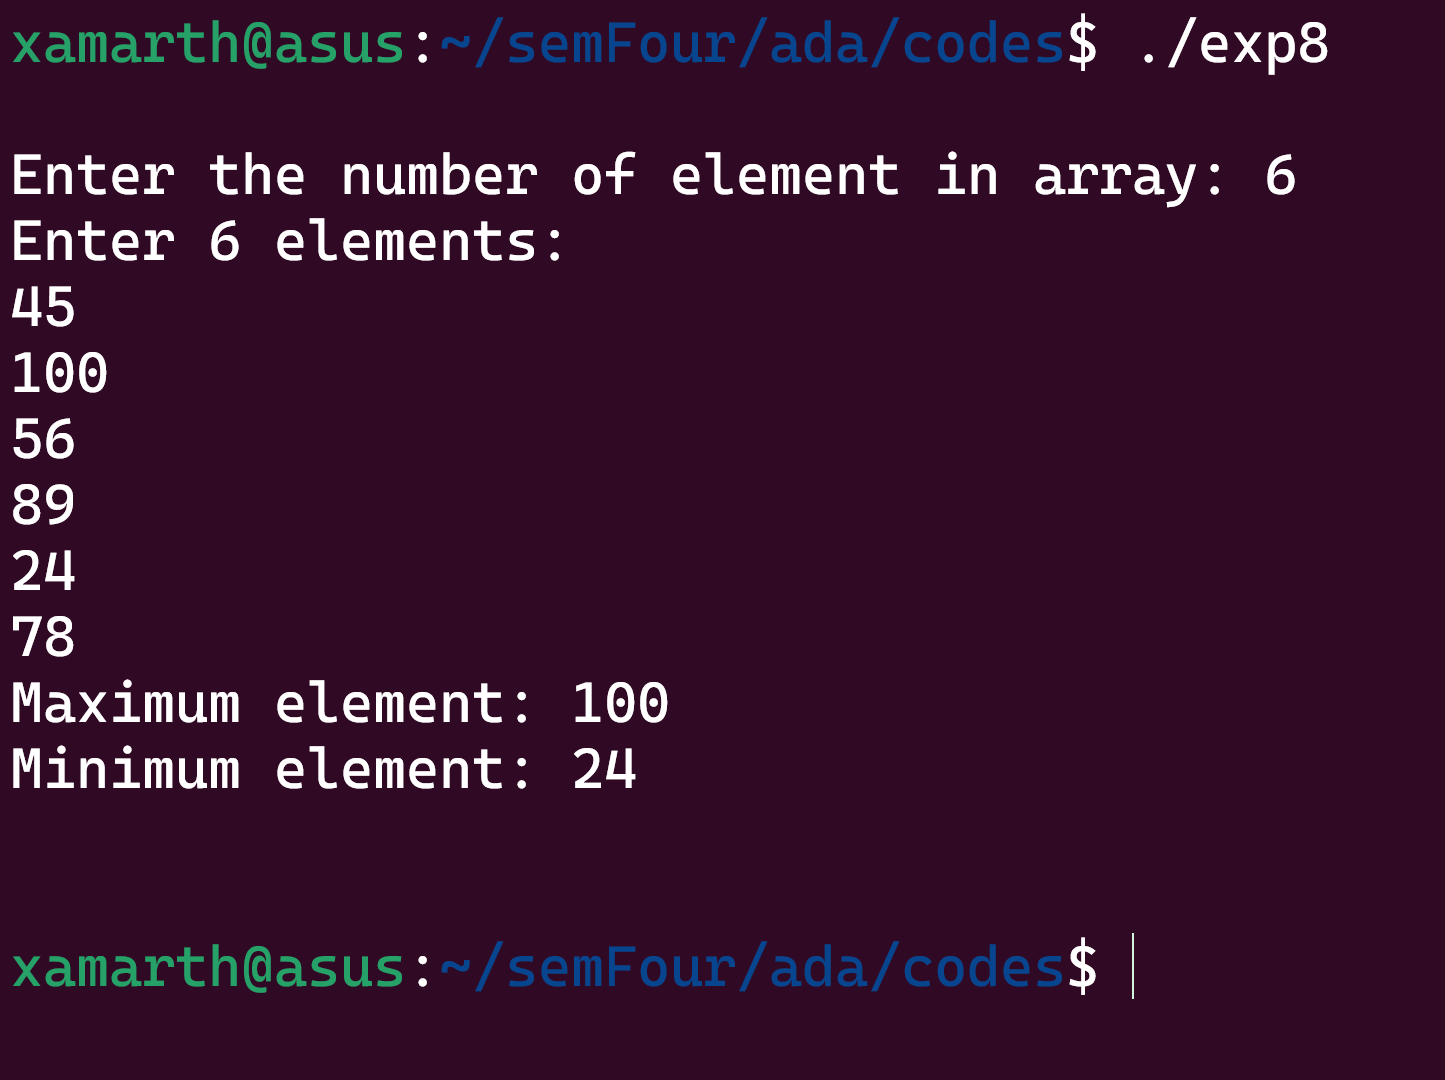 xamarth@asus:~/semFour/ada/codes$ ./exp8
Enter the number of element in array: 6
Enter 6 elements:
45
100
56
89
24
78
Maximum element: 100
Minimum element: 24
xamarth@asus:~/semFour/ada/codes$